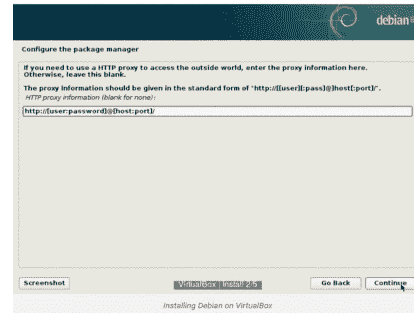 debian
Configure the package manager
If you need to use a HTTP proxy to access the outside world, enter the proxy information here.
Otherwise, leave this blank.
The proxy information should be given in the standard form of "http://[[user][:pass]@]host[:port]/".
HTTP proxy information (blank for none):
http://[user:password]@[host:port]/
Screenshot
VirtualBox | Install 2/5
Go Back
Continue
Installing Debian on VirtualBox